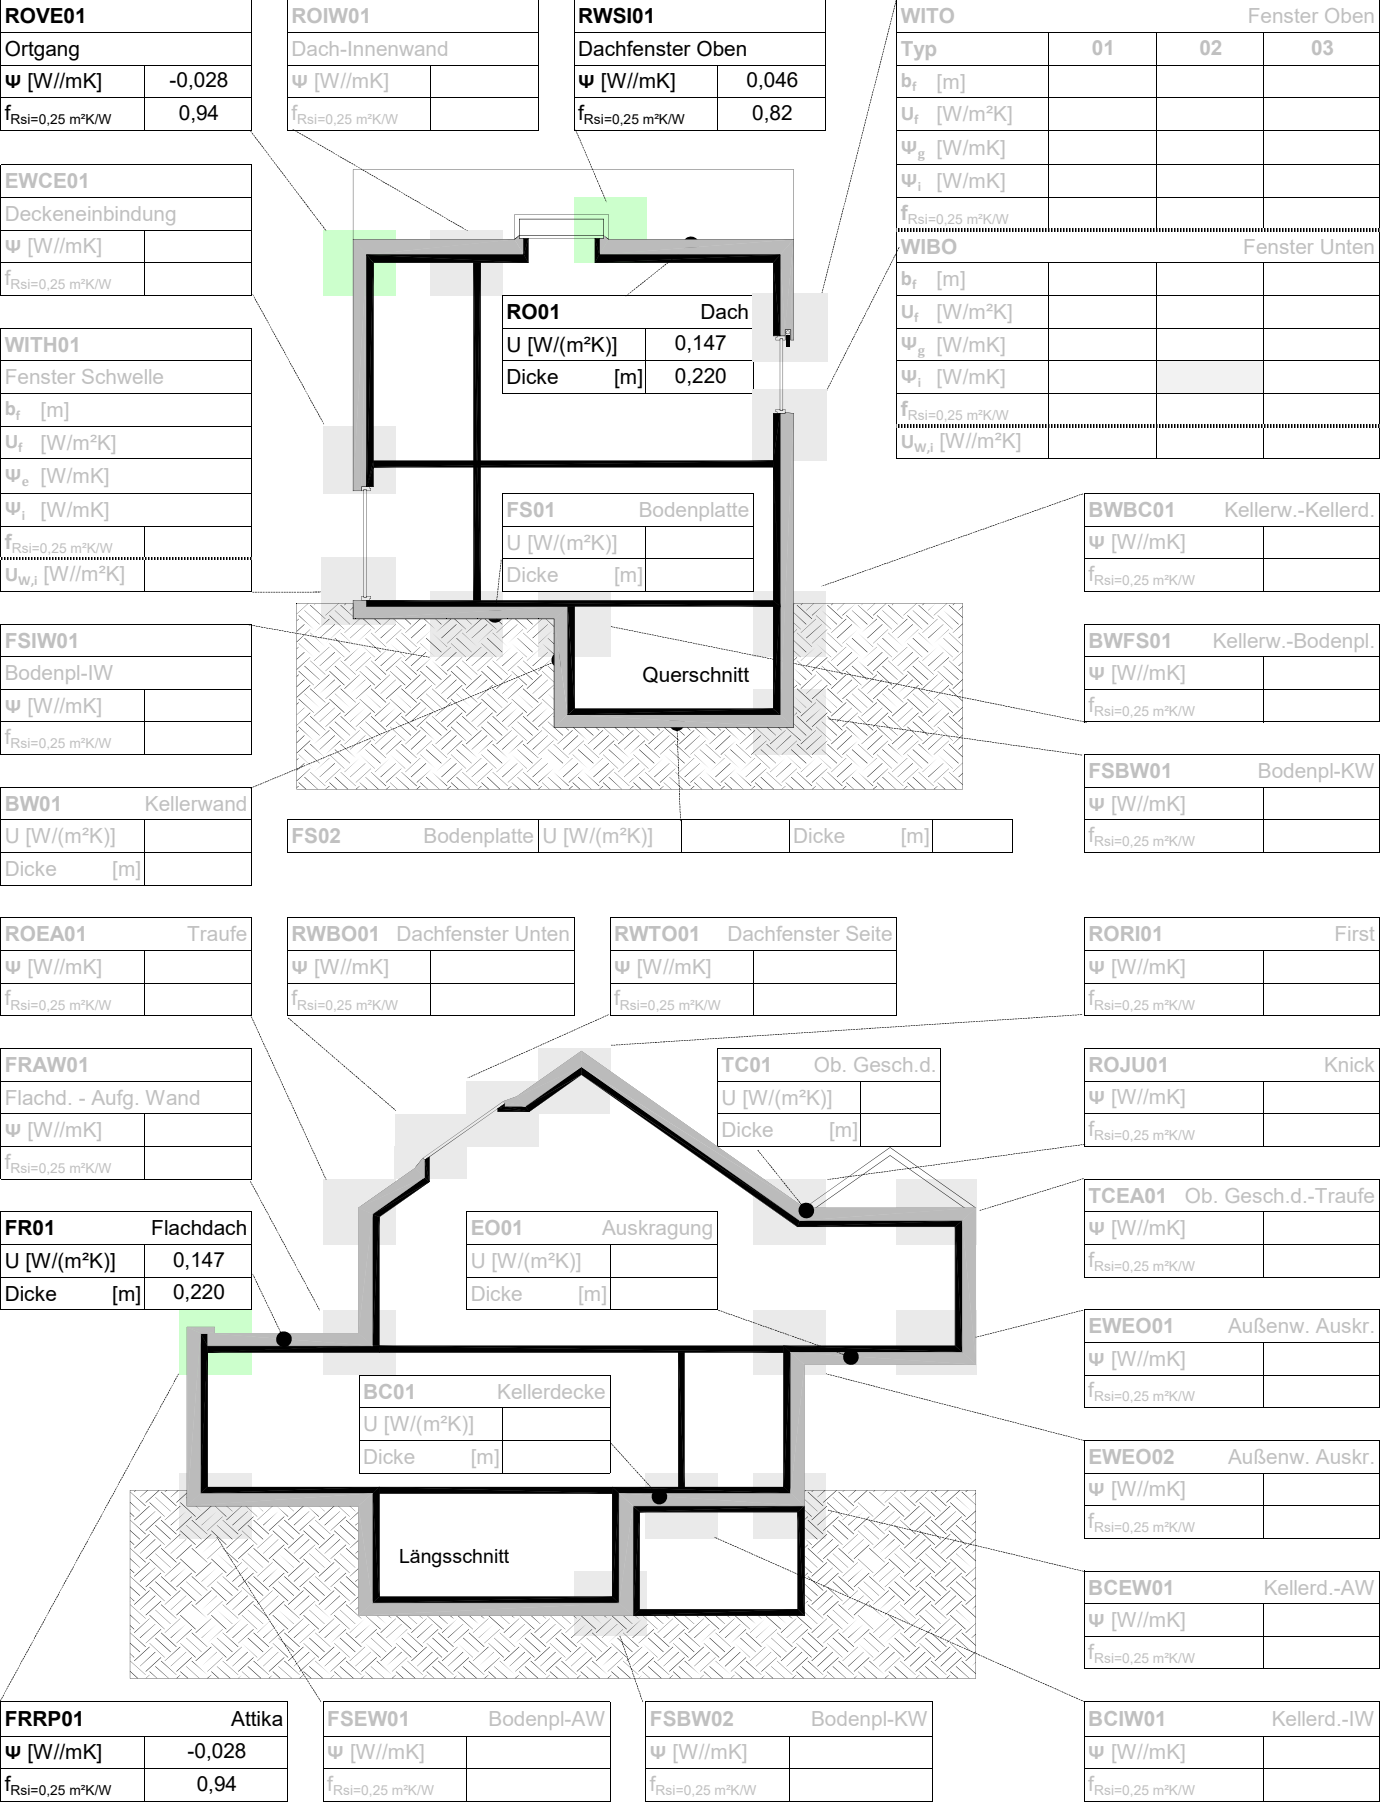 ROVE01
Ortgang
Ψ [W//mK] -0,028
fRsi=0,25 m²K/W 0,94
ROIW01
Dach-Innenwand
Ψ [W//mK]
fRsi=0,25 m²K/W
RWSI01
Dachfenster Oben
Ψ [W//mK] 0,046
fRsi=0,25 m²K/W 0,82
WITO Fenster Oben
Typ 01 02 03
bf [m]
Uf [W/m²K]
Ψg [W/mK]
Ψi [W/mK]
fRsi=0,25 m²K/W
WIBO Fenster Unten
bf [m]
Uf [W/m²K]
Ψg [W/mK]
Ψi [W/mK]
fRsi=0,25 m²K/W
UW,i [W//m²K]
EWCE01
Deckeneinbindung
Ψ [W//mK]
fRsi=0,25 m²K/W
RO01 Dach
U [W/(m²K)] 0,147
Dicke [m] 0,220
WITH01
Fenster Schwelle
bf [m]
Uf [W/m²K]
Ψe [W/mK]
Ψi [W/mK]
fRsi=0,25 m²K/W
UW,i [W//m²K]
FS01 Bodenplatte
U [W/(m²K)]
Dicke [m]
BWBC01 Kellerw.-Kellerd.
Ψ [W//mK]
fRsi=0,25 m²K/W
FSIW01
Bodenpl-IW
Ψ [W//mK]
fRsi=0,25 m²K/W
Querschnitt
BWFS01 Kellerw.-Bodenpl.
Ψ [W//mK]
fRsi=0,25 m²K/W
FSBW01 Bodenpl-KW
Ψ [W//mK]
fRsi=0,25 m²K/W
BW01 Kellerwand
U [W/(m²K)]
Dicke [m]
FS02 Bodenplatte U [W/(m²K)] Dicke [m]
ROEA01 Traufe
Ψ [W//mK]
fRsi=0,25 m²K/W
RWBO01 Dachfenster Unten
Ψ [W//mK]
fRsi=0,25 m²K/W
RWTO01 Dachfenster Seite
Ψ [W//mK]
fRsi=0,25 m²K/W
RORI01 First
Ψ [W//mK]
fRsi=0,25 m²K/W
FRAW01
Flachd. - Aufg. Wand
Ψ [W//mK]
fRsi=0,25 m²K/W
TC01 Ob. Gesch.d.
U [W/(m²K)]
Dicke [m]
ROJU01 Knick
Ψ [W//mK]
fRsi=0,25 m²K/W
TCEA01 Ob. Gesch.d.-Traufe
Ψ [W//mK]
fRsi=0,25 m²K/W
FR01 Flachdach
U [W/(m²K)] 0,147
Dicke [m] 0,220
EO01 Auskragung
U [W/(m²K)]
Dicke [m]
EWEO01 Außenw. Auskr.
Ψ [W//mK]
fRsi=0,25 m²K/W
BC01 Kellerdecke
U [W/(m²K)]
Dicke [m]
EWEO02 Außenw. Auskr.
Ψ [W//mK]
fRsi=0,25 m²K/W
Längsschnitt
BCEW01 Kellerd.-AW
Ψ [W//mK]
fRsi=0,25 m²K/W
FRRP01 Attika
Ψ [W//mK] -0,028
fRsi=0,25 m²K/W 0,94
FSEW01 Bodenpl-AW
Ψ [W//mK]
fRsi=0,25 m²K/W
FSBW02 Bodenpl-KW
Ψ [W//mK]
fRsi=0,25 m²K/W
BCIW01 Kellerd.-IW
Ψ [W//mK]
fRsi=0,25 m²K/W